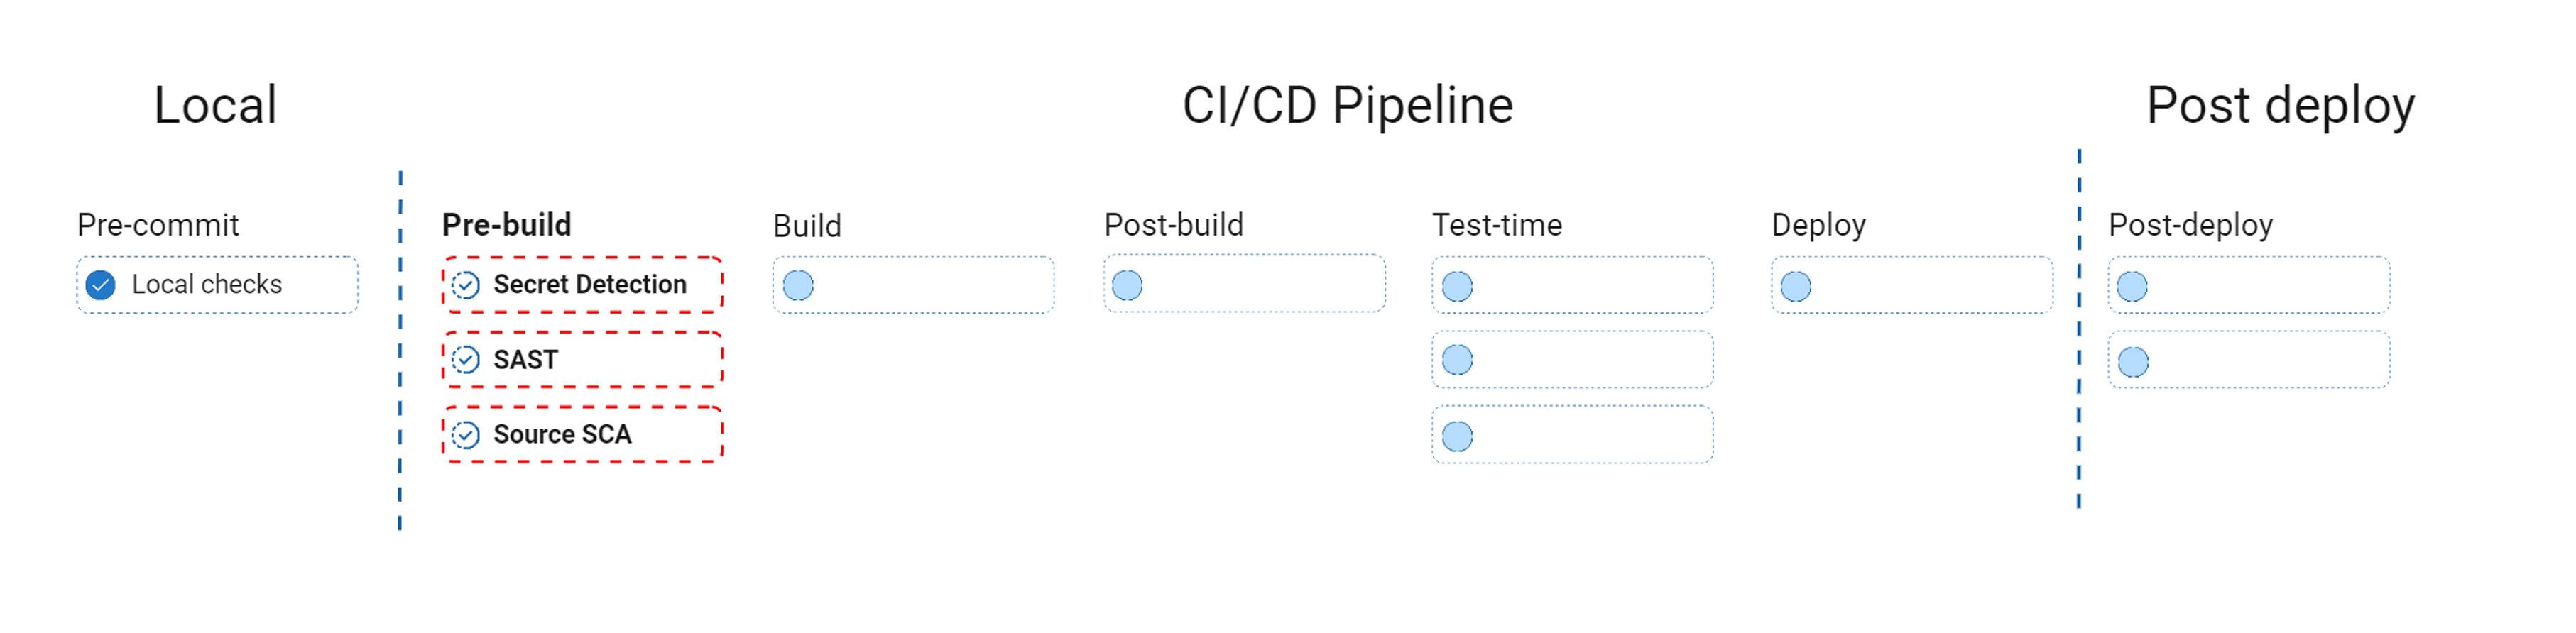 Local
CI/CD Pipeline
Post deploy
Pre-commit
Pre-build
Build
Post-build
Test-time
Deploy
Post-deploy
Local checks
Secret Detection
SAST
Source SCA